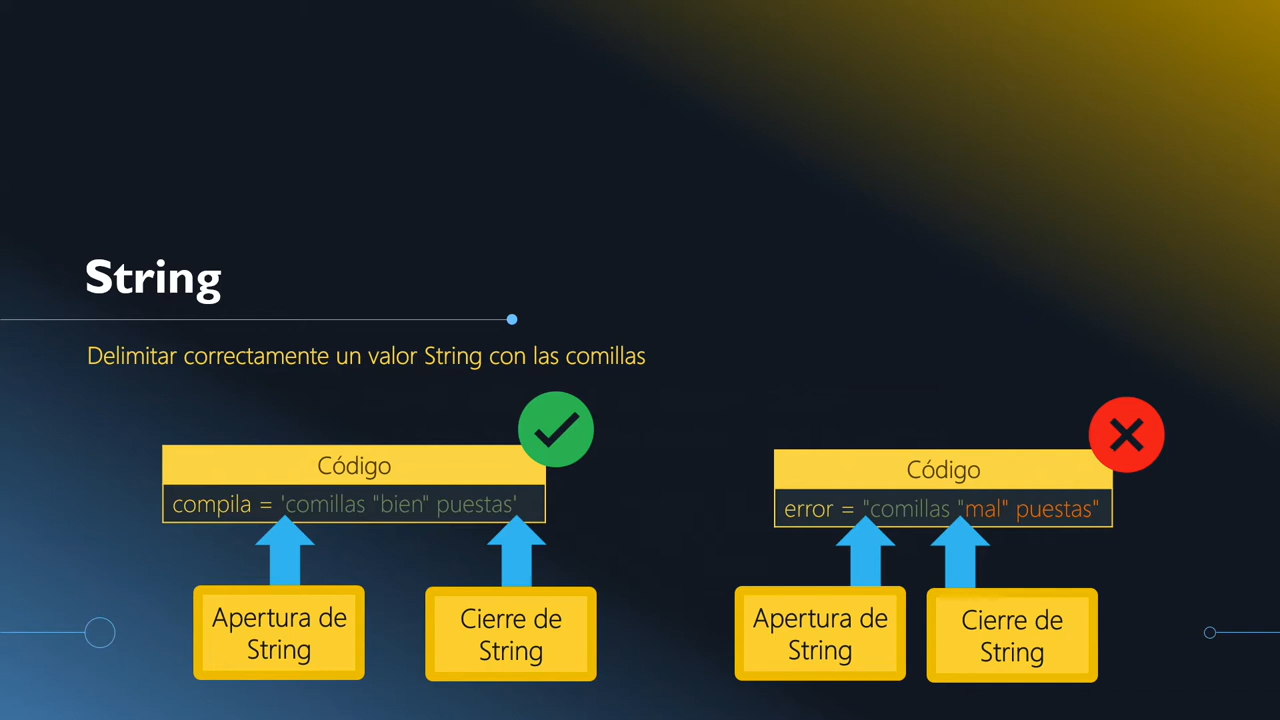 String
Delimitar correctamente un valor String con las comillas
Código
compila = 'comillas "bien" puestas'
Apertura de
String
Cierre de
String
Código
error = "comillas "mal" puestas"
Apertura de
String
Cierre de
String